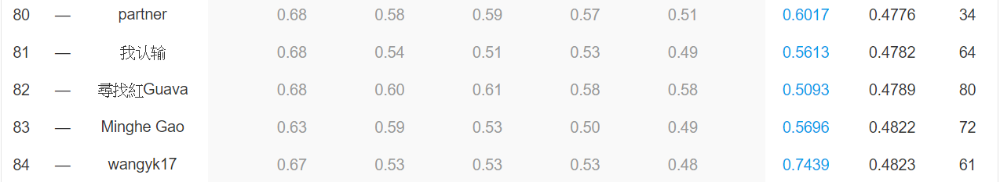 80 — partner 0.68 0.58 0.59 0.57 0.51 0.6017 0.4776 34
81 — 我认输 0.68 0.54 0.51 0.53 0.49 0.5613 0.4782 64
82 — 尋找紅Guava 0.68 0.60 0.61 0.58 0.58 0.5093 0.4789 80
83 — Minghe Gao 0.63 0.59 0.53 0.50 0.49 0.5696 0.4822 72
84 — wangyk17 0.67 0.53 0.53 0.53 0.48 0.7439 0.4823 61